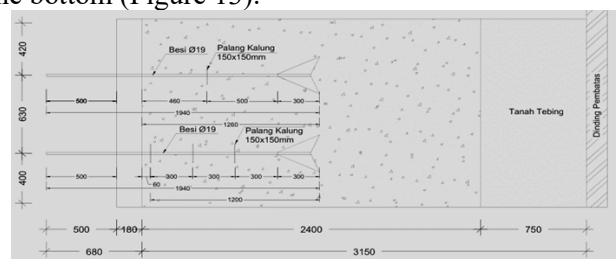 ne bottom (Figure 13).
420
630
400
Besi Ø19
Palang Kalung
150x150mm
500
460
500
300
1940
1260
Besi Ø19
Palang Kalung
150x150mm
500
300
300
300
300
60
1940
1200
Tanah Tebing
Dinding Pembatas
500
180
2400
750
680
3150